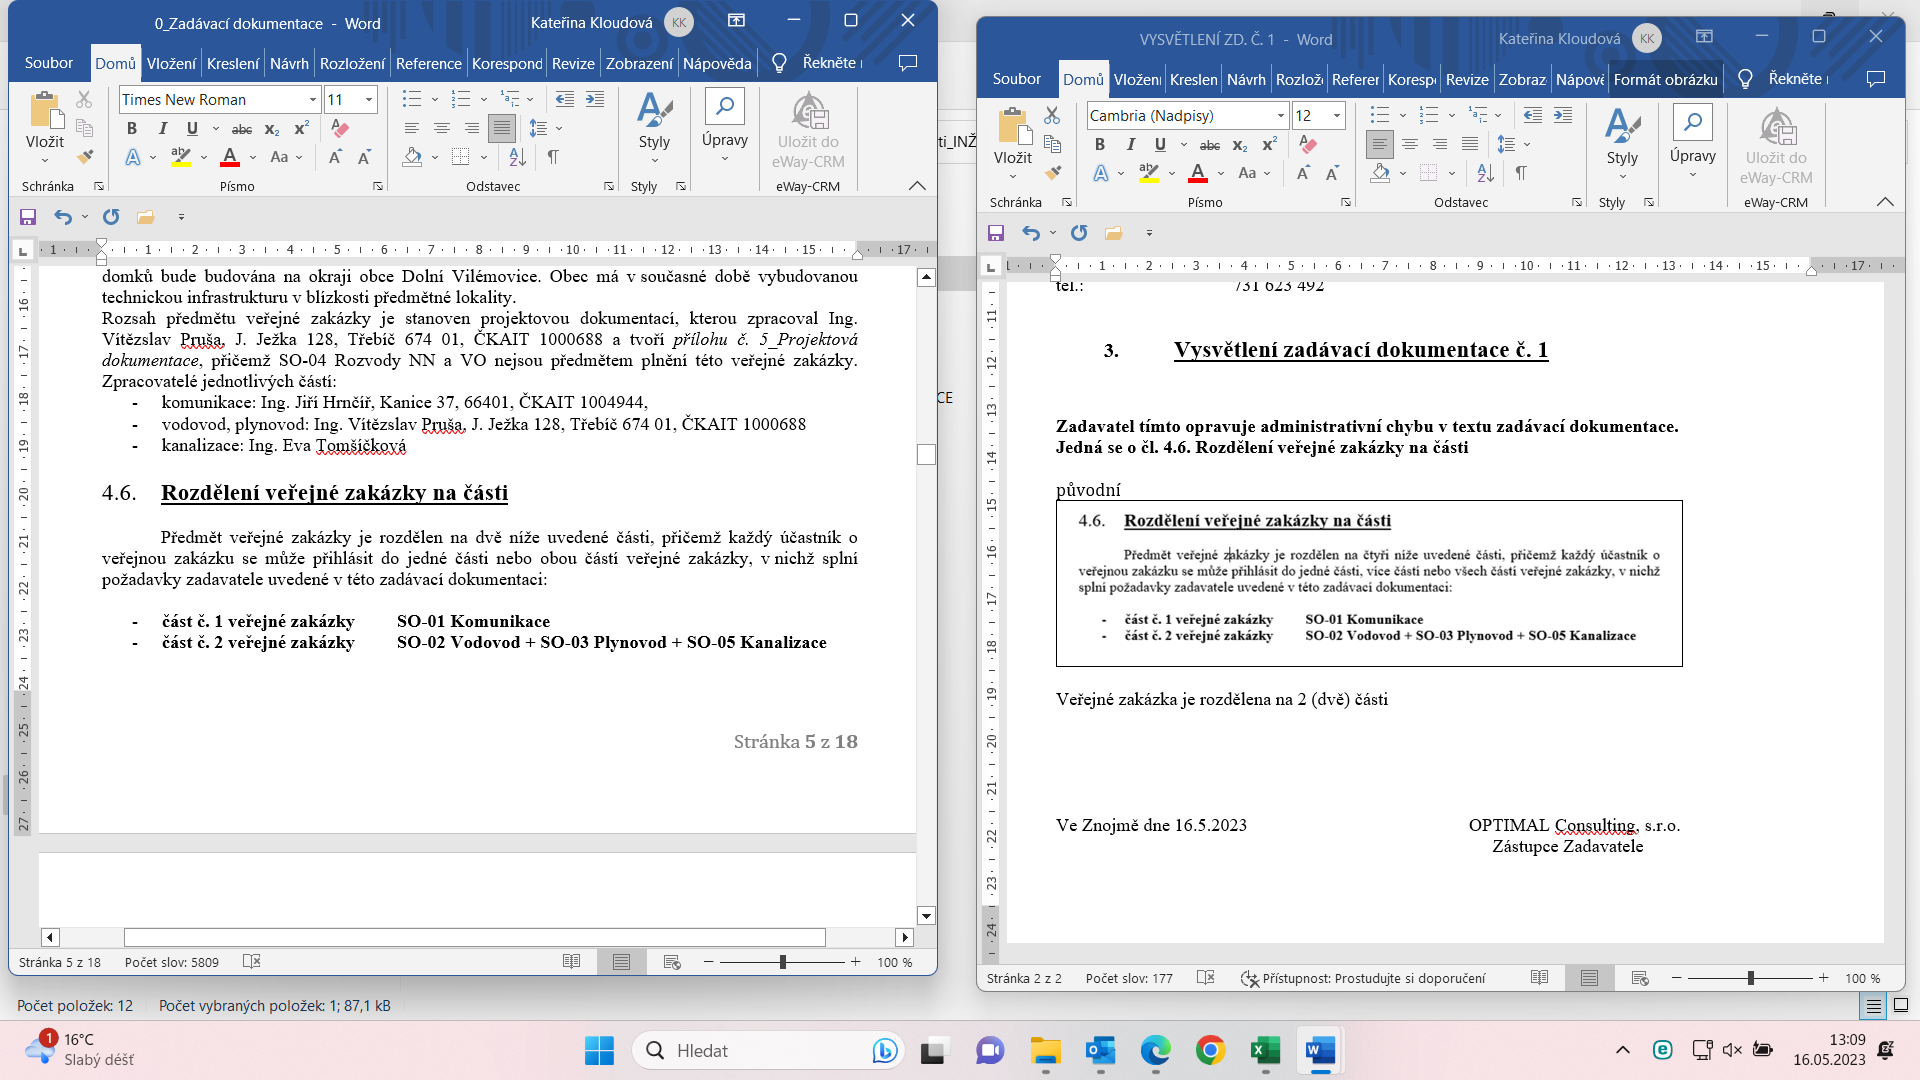 0_Zadávací dokumentace - Word
Kateřina Kloudová KK
Soubor Domů Vložení Kreslení Návrh Rozložení Reference Korespond Revize Zobrazení Nápověda Řekněte
Times New Roman 11
Vložit
Styly
Úpravy
Uložit do
eWay-CRM
Schránka Písmo Odstavec Styly eWay-CRM
domků bude budována na okraji obce Dolní Vilémovice. Obec má v současné době vybudovanou
technickou infrastrukturu v blízkosti předmětné lokality.
Rozsah předmětu veřejné zakázky je stanoven projektovou dokumentací, kterou zpracoval Ing.
Vítězslav Pruša, J. Ježka 128, Třebíč 674 01, ČKAIT 1000688 a tvoří přílohu č. 5_Projektová
dokumentace, přičemž SO-04 Rozvody NN a VO nejsou předmětem plnění této veřejné zakázky.
Zpracovatelé jednotlivých částí:
- komunikace: Ing. Jiří Hrnčíř, Kanice 37, 66401, ČKAIT 1004944,
- vodovod, plynovod: Ing. Vítězslav Pruša, J. Ježka 128, Třebíč 674 01, ČKAIT 1000688
- kanalizace: Ing. Eva Tomšíčková
4.6. Rozdělení veřejné zakázky na části
Předmět veřejné zakázky je rozdělen na dvě níže uvedené části, přičemž každý účastník o
veřejnou zakázku se může přihlásit do jedné části nebo obou částí veřejné zakázky, v nichž splní
požadavky zadavatele uvedené v této zadávací dokumentaci:
- část č. 1 veřejné zakázky SO-01 Komunikace
- část č. 2 veřejné zakázky SO-02 Vodovod + SO-03 Plynovod + SO-05 Kanalizace
Stránka 5 z 18
Stránka 5 z 18 Počet slov: 5809 100 %
Počet položek: 12 Počet vybraných položek: 1; 87,1 kB
ti_INŽ
CE
VYSVĚTLENÍ ZD. Č. 1 - Word
Kateřina Kloudová KK
Soubor Domů Vložení Kreslen Návrh Rozlož Referen Koresp Revize Zobraz Nápově Formát obrázku Řekněte
Cambria (Nadpisy) 12
Vložit
Styly
Úpravy
Uložit do
eWay-CRM
Schránka Písmo Odstavec Styly eWay-CRM
tel.: 731 623 492
3. Vysvětlení zadávací dokumentace č. 1
Zadavatel tímto opravuje administrativní chybu v textu zadávací dokumentace.
Jedná se o čl. 4.6. Rozdělení veřejné zakázky na části
původní
4.6. Rozdělení veřejné zakázky na části
Předmět veřejné zakázky je rozdělen na čtyři níže uvedené části, přičemž každý účastník o
veřejnou zakázku se může přihlásit do jedné části, více částí nebo všech částí veřejné zakázky, v nichž
splní požadavky zadavatele uvedené v této zadávací dokumentaci:
- část č. 1 veřejné zakázky SO-01 Komunikace
- část č. 2 veřejné zakázky SO-02 Vodovod + SO-03 Plynovod + SO-05 Kanalizace
Veřejné zakázka je rozdělena na 2 (dvě) části
Ve Znojmě dne 16.5.2023 OPTIMAL Consulting, s.r.o.
Zástupce Zadavatele
Stránka 2 z 2 Počet slov: 177 Přístupnost: Prostudujte si doporučení 100 %
1 16°C
Slabý déšť
Hledat
13:09
16.05.2023